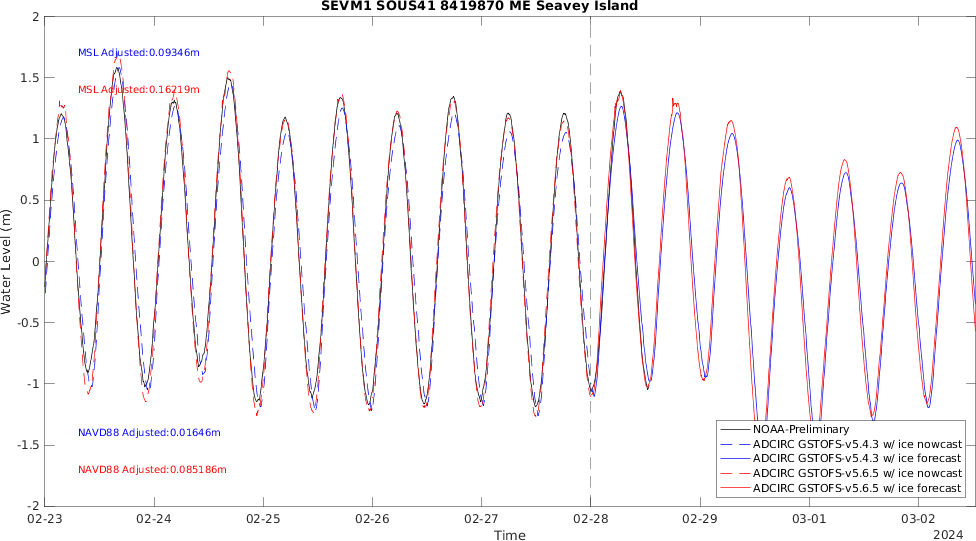 SEVM1 SOUS41 8419870 ME Seavey Island
2
1.5
1
0.5
0
-0.5
-1
-1.5
-2
Water Level (m)
MSL Adjusted:0.09346m
MSL Adjusted:0.16219m
NAVD88 Adjusted:0.01646m
NAVD88 Adjusted:0.085186m
NOAA-Preliminary
ADCIRC GSTOFS-v5.4.3 w/ ice nowcast
ADCIRC GSTOFS-v5.4.3 w/ ice forecast
ADCIRC GSTOFS-v5.6.5 w/ ice nowcast
ADCIRC GSTOFS-v5.6.5 w/ ice forecast
02-23 02-24 02-25 02-26 02-27 02-28 02-29 03-01 03-02
Time
2024